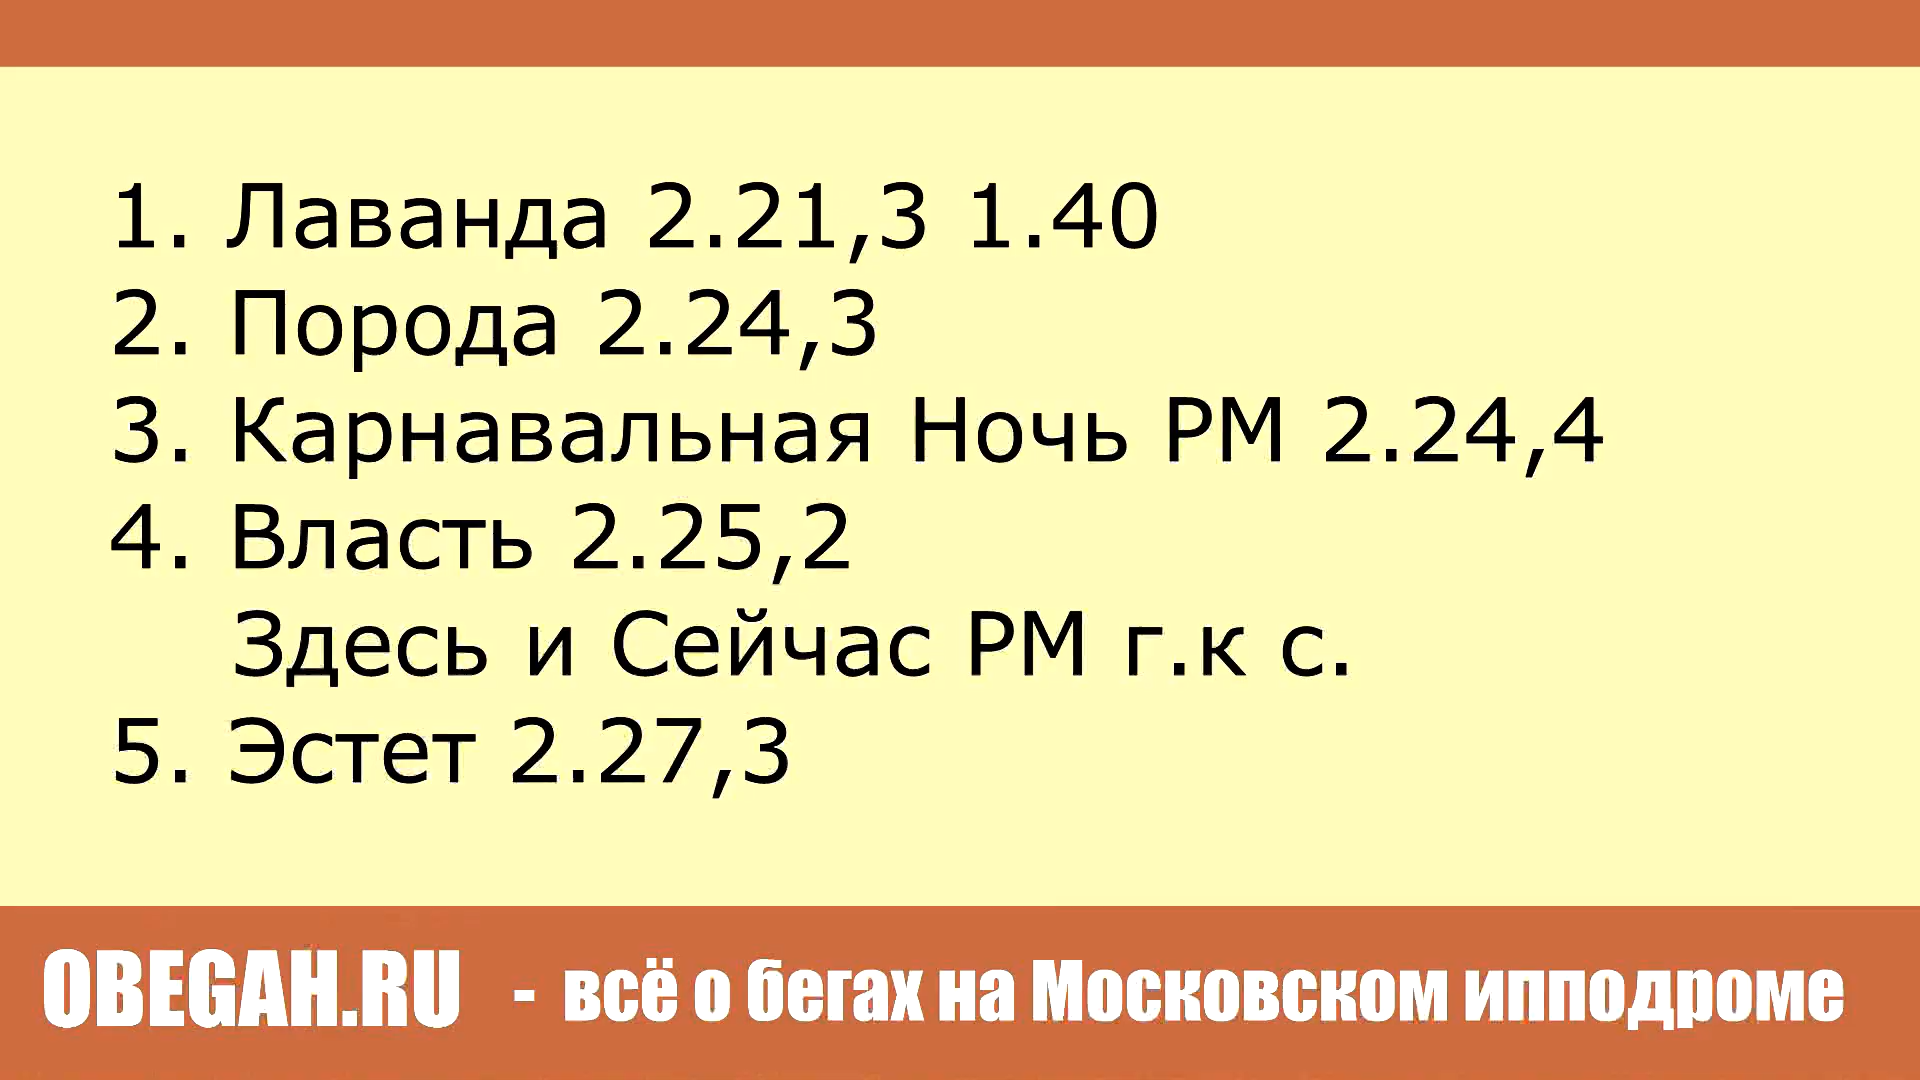 1. Лаванда 2.21,3 1.40
2. Порода 2.24,3
3. Карнавальная Ночь РМ 2.24,4
4. Власть 2.25,2
Здесь и Сейчас РМ г.к с.
5. Эстет 2.27,3
OBEGAH.RU - всё о бегах на Московском ипподроме